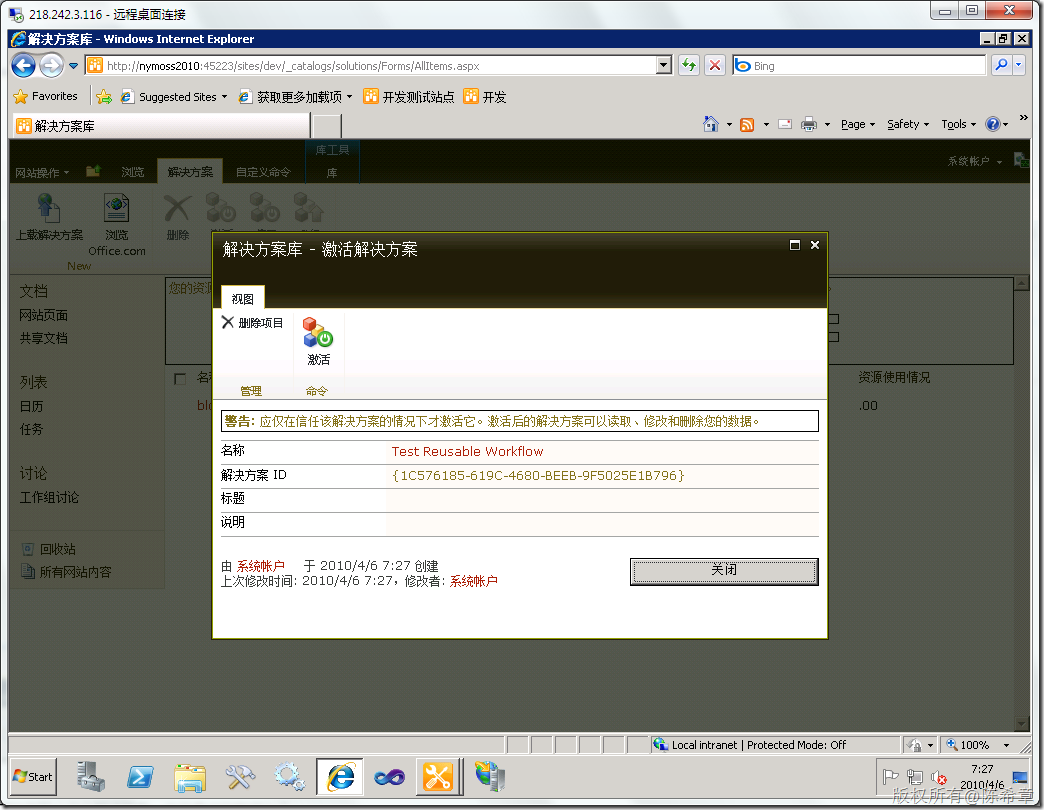 218.242.3.116 - 远程桌面连接
解决方案库 - Windows Internet Explorer
http://nymoss2010:45223/sites/dev/_catalogs/solutions/Forms/AllItems.aspx
Bing
Favorites
Suggested Sites
获取更多加载项
开发测试站点
开发
解决方案库
Page
Safety
Tools
库工具
系统帐户
网站操作
浏览
解决方案
自定义命令
库
上载解决方案
浏览
Office.com
删除
New
解决方案库 - 激活解决方案
视图
删除项目
激活
管理
命令
警告: 应仅在信任该解决方案的情况下才激活它。激活后的解决方案可以读取、修改和删除您的数据。
名称 Test Reusable Workflow
解决方案 ID {1C576185-619C-4680-BEEB-9F5025E1B796}
标题
说明
由 系统帐户 于 2010/4/6 7:27 创建
上次修改时间: 2010/4/6 7:27，修改者: 系统帐户
关闭
文档
网站页面
共享文档
列表
日历
任务
讨论
工作组讨论
回收站
所有网站内容
您的资
资源使用情况
.00
Local intranet | Protected Mode: Off
100%
Start
7:27
2010/4/6
版权所有@陈希章